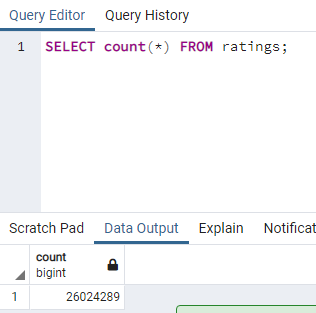 Query Editor Query History
1 SELECT count(*) FROM ratings;
Scratch Pad Data Output Explain Notificat
count
bigint
1 26024289